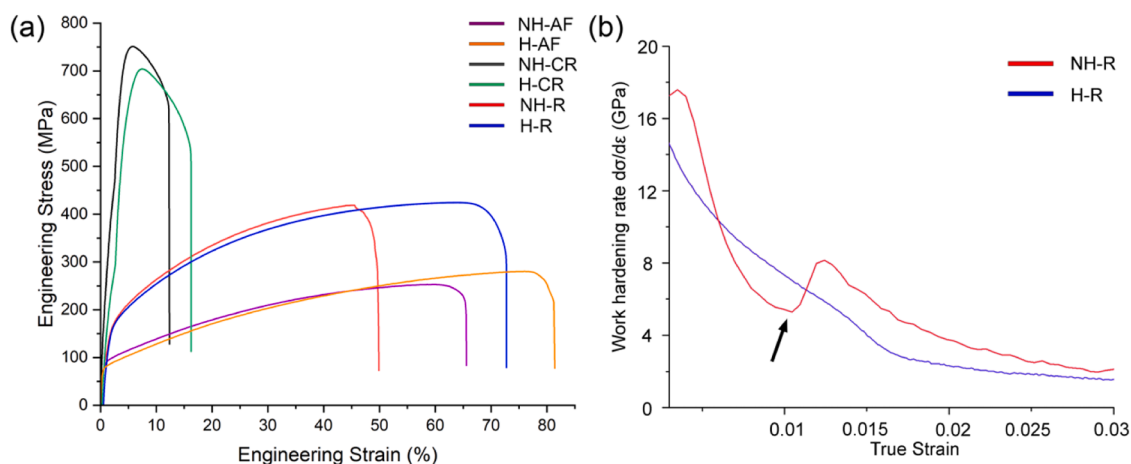 (a)
800
700
600
500
400
300
200
100
0
Engineering Stress (MPa)
0 10 20 30 40 50 60 70 80
Engineering Strain (%)
NH-AF
H-AF
NH-CR
H-CR
NH-R
H-R
(b)
20
16
12
8
4
0
Work hardening rate dσ/dε (GPa)
0.01 0.015 0.02 0.025 0.03
True Strain
NH-R
H-R